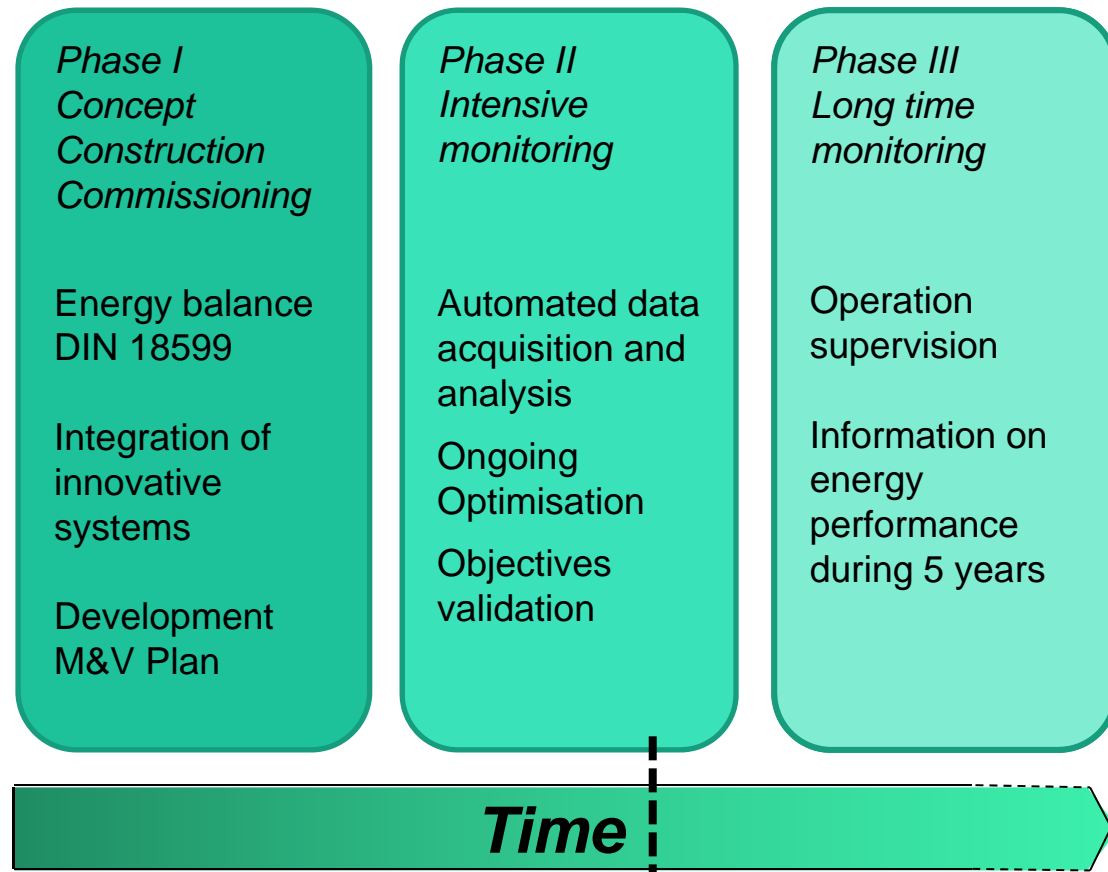 Phase I
Concept
Construction
Commissioning
Energy balance
DIN 18599
Integration of
innovative
systems
Development
M&V Plan
Phase II
Intensive
monitoring
Automated data
acquisition and
analysis
Ongoing
Optimisation
Objectives
validation
Phase III
Long time
monitoring
Operation
supervision
Information on
energy
performance
during 5 years
Time